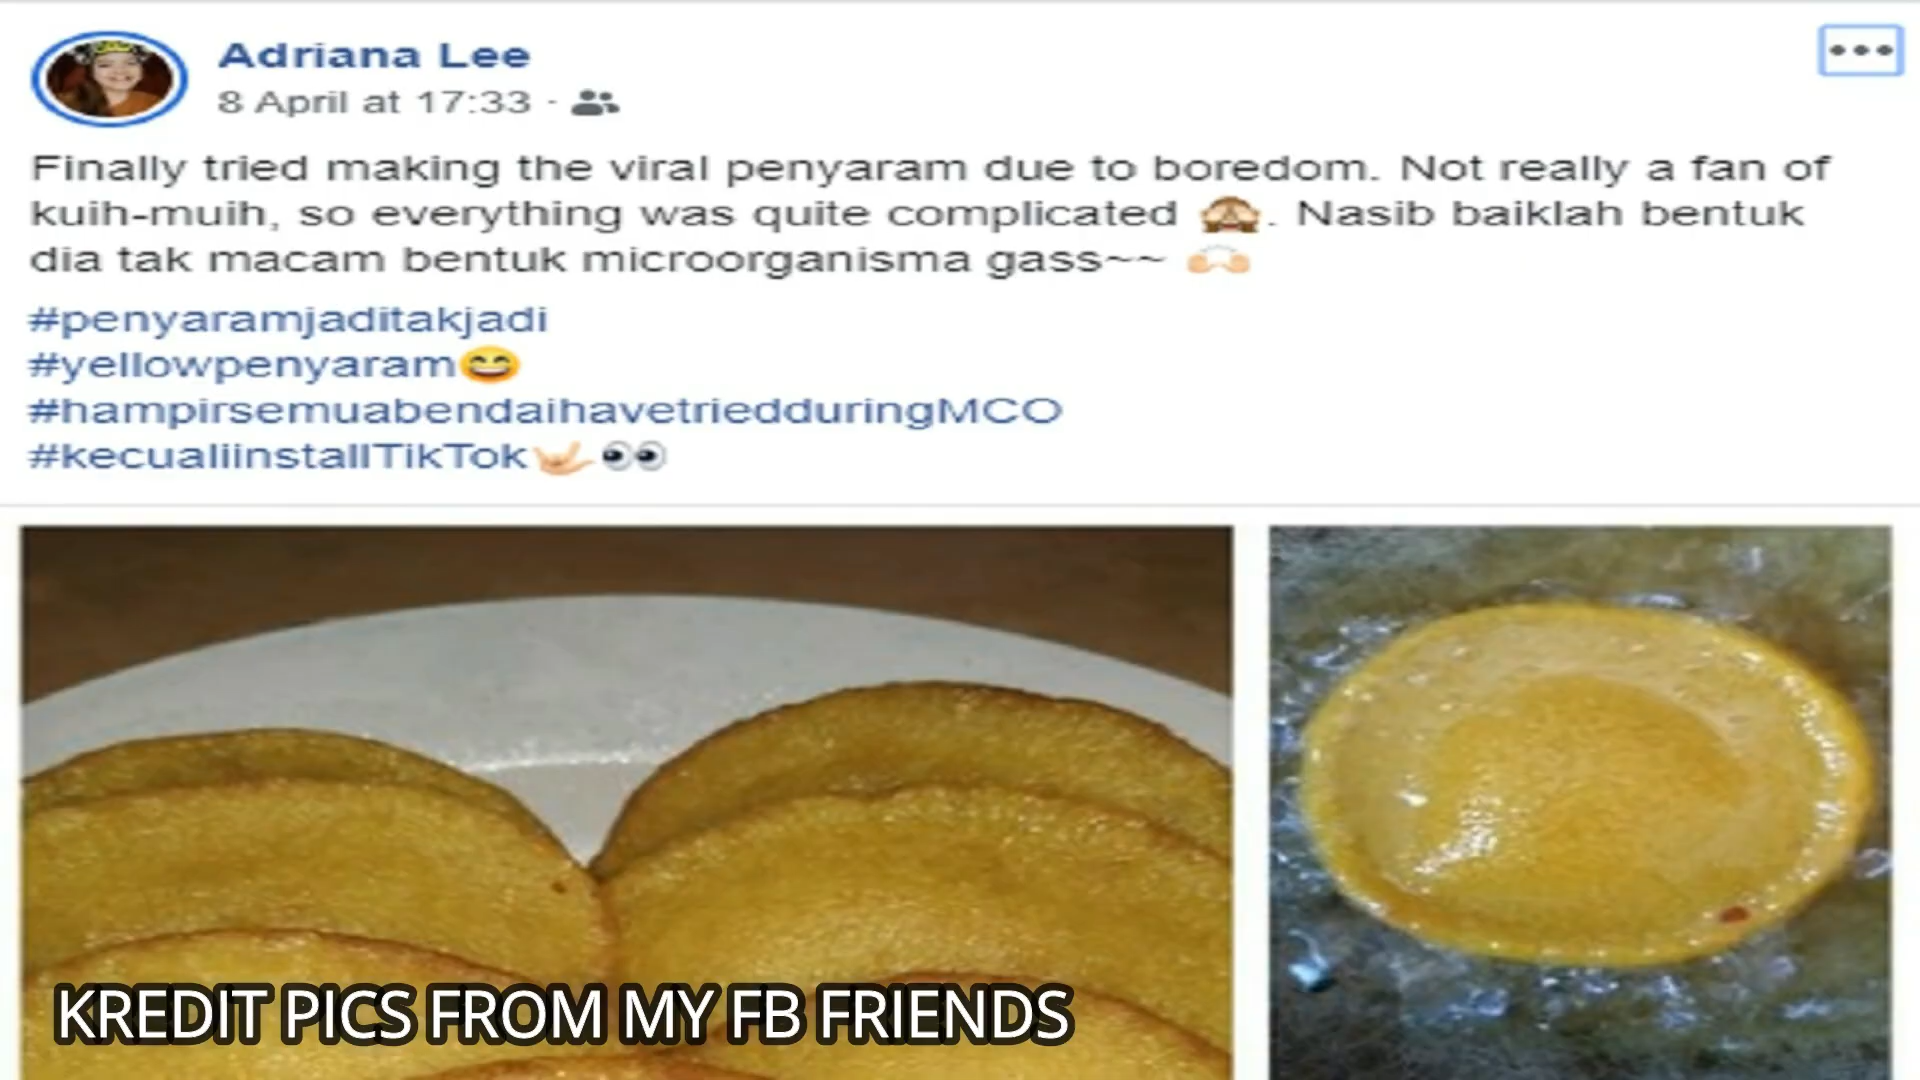 Adriana Lee
8 April at 17:33 ·
Finally tried making the viral penyaram due to boredom. Not really a fan of
kuih-muih, so everything was quite complicated 🙈. Nasib baiklah bentuk
dia tak macam bentuk microorganisma gass~~
#penyaramjaditakjadi
#yellowpenyaram😄
#hampirsemuabendaihavetriedduringMCO
#kecualiinstallTikTok🤟🏻👀
KREDIT PICS FROM MY FB FRIENDS